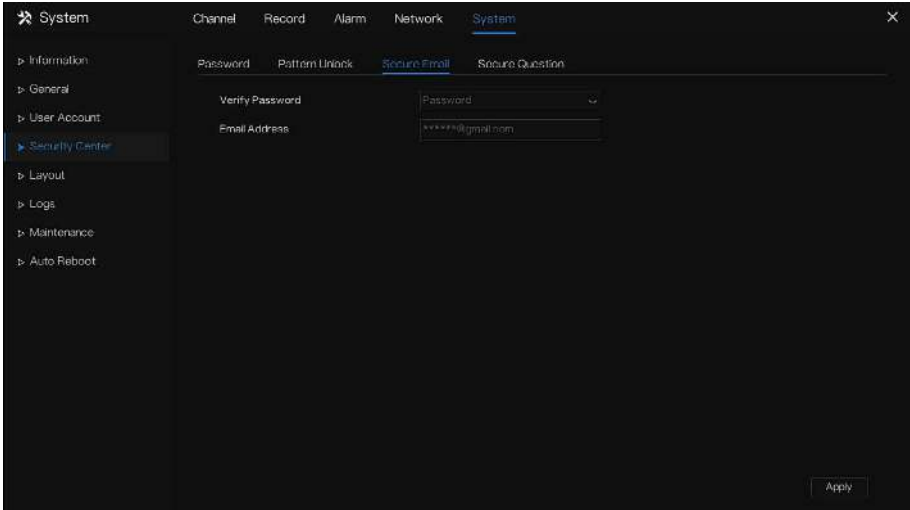 System
Channel Record Alarm Network System
Information
General
User Account
Security Center
Layout
Logs
Maintenance
Auto Reboot
Password Pattern Unlock Secure Email Secure Question
Verify Password Password
Email Address ******@gmail.com
Apply